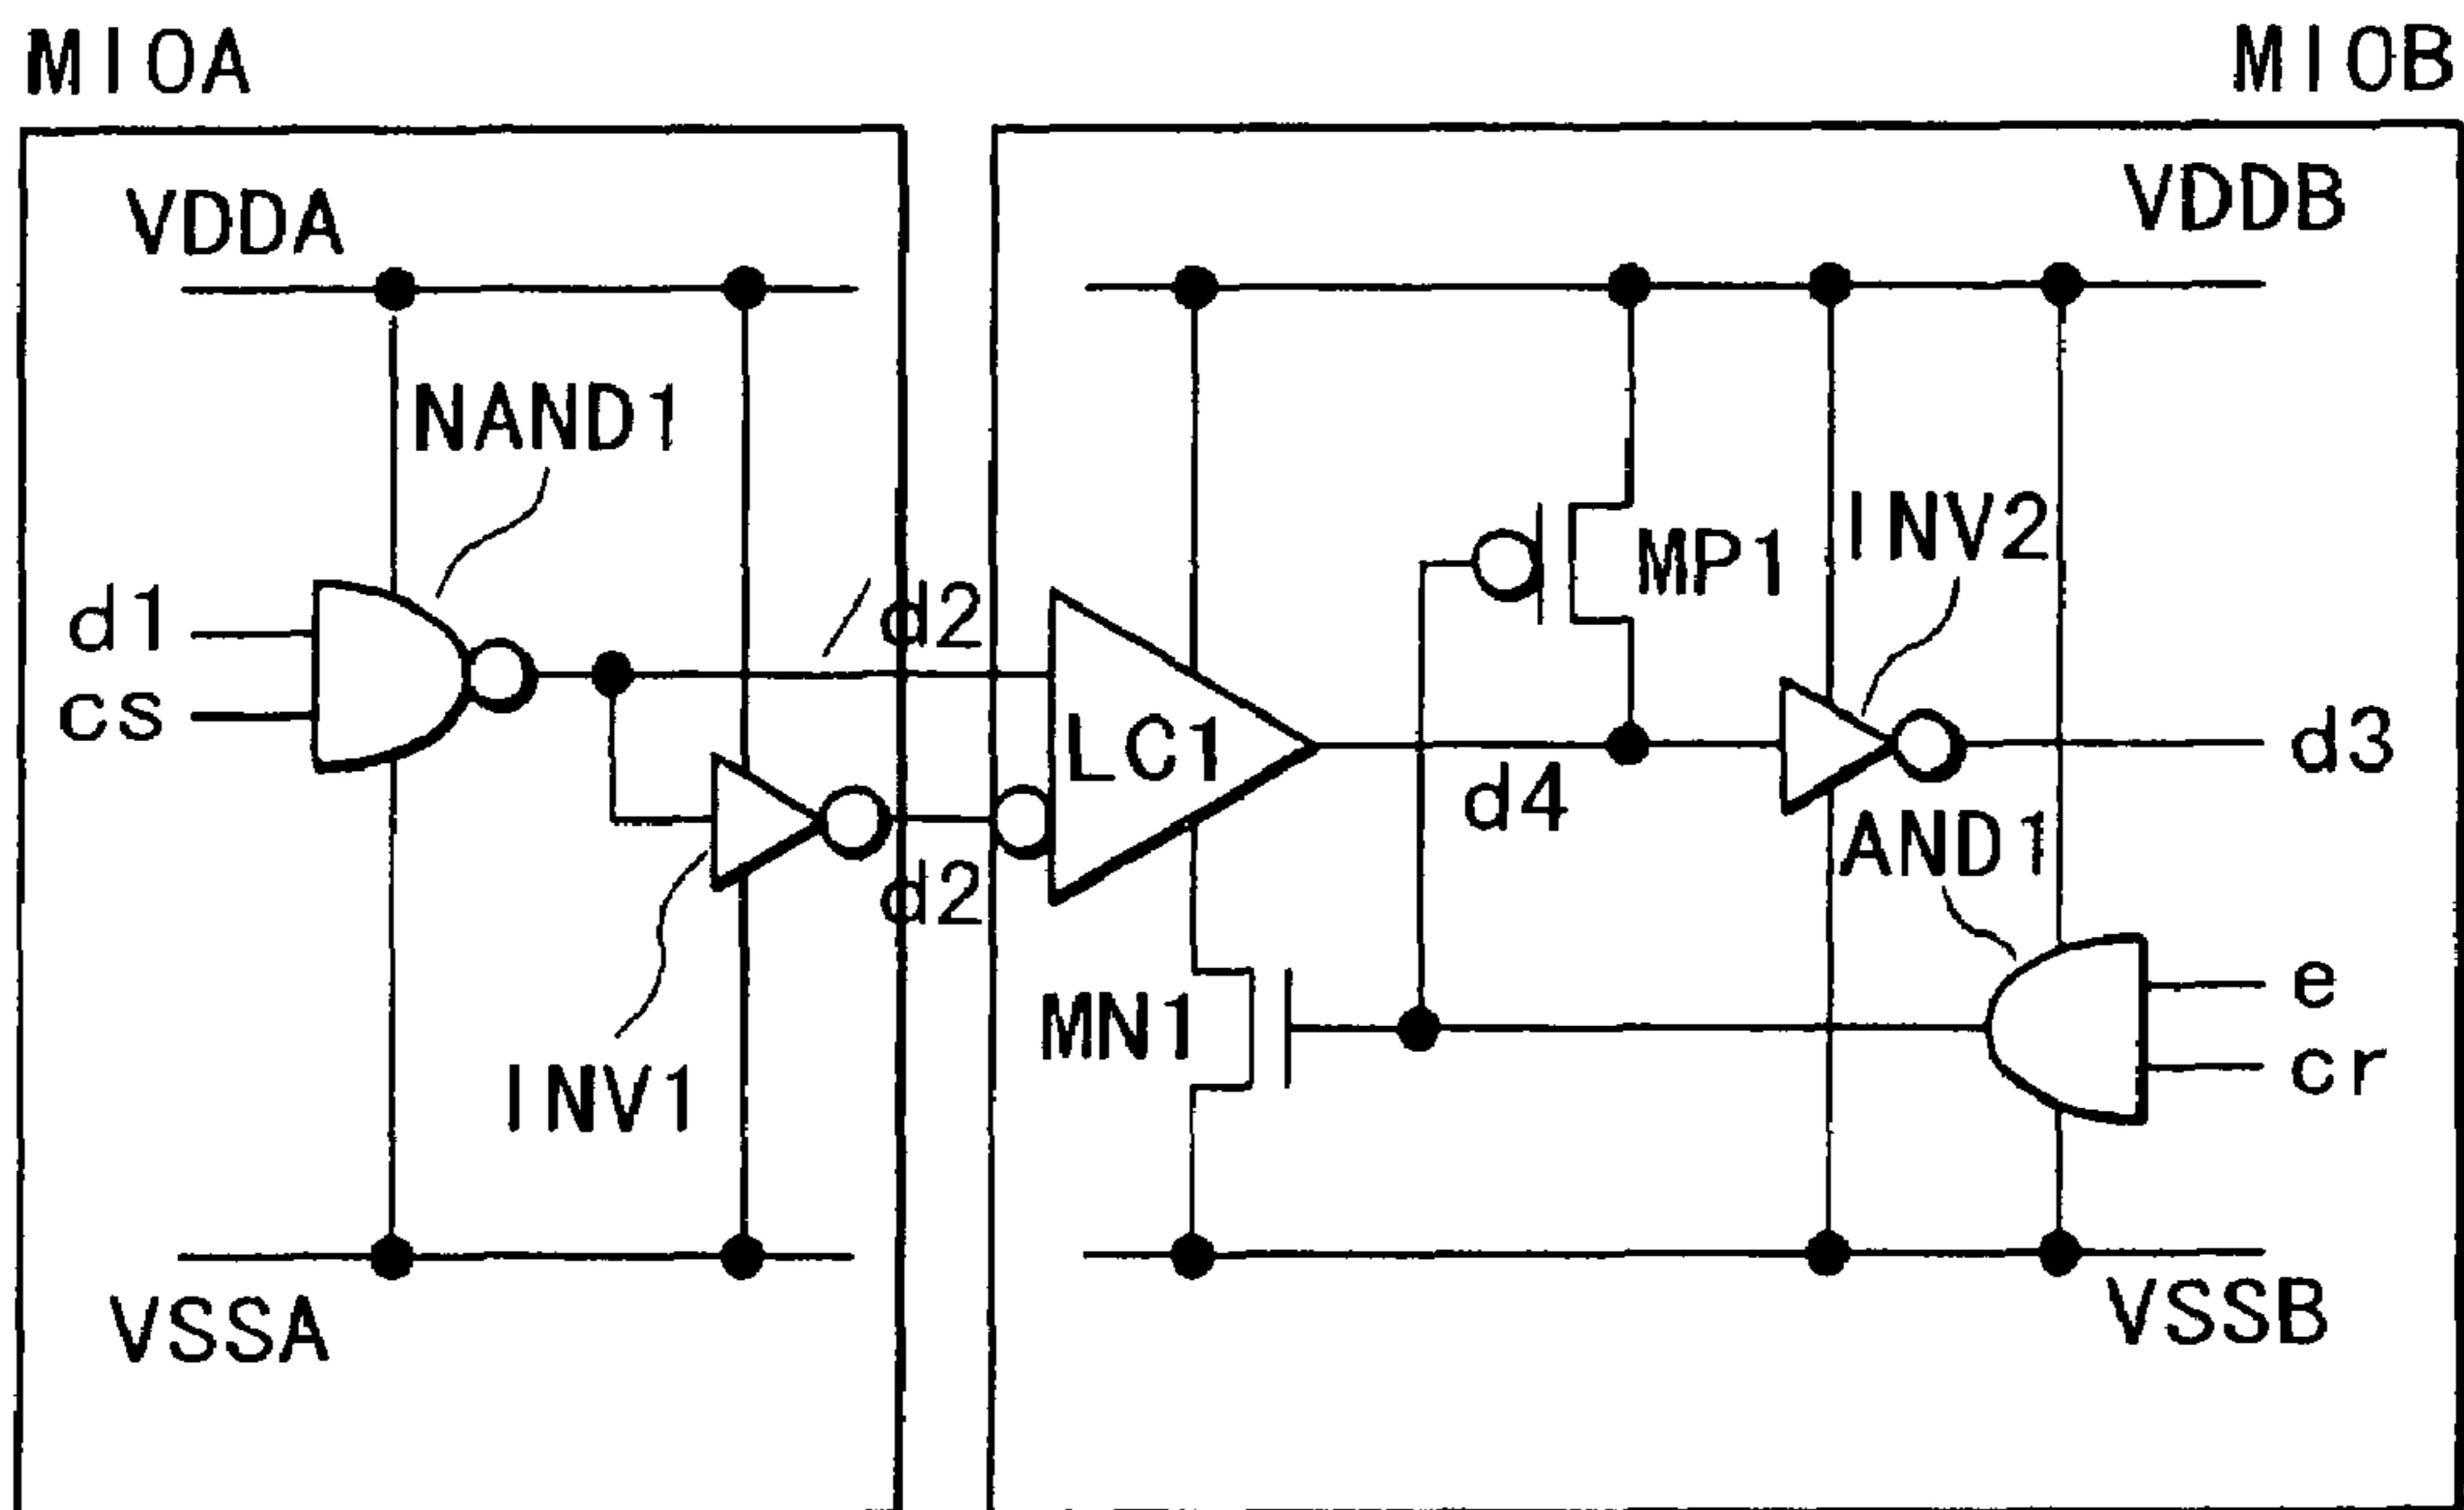 MIOA
MIOB
VDDA
VDDB
NAND1
INV2
MP1
d1
/d2
cs
LC1
d3
d4
AND1
d2
e
MN1
cr
INV1
VSSA
VSSB